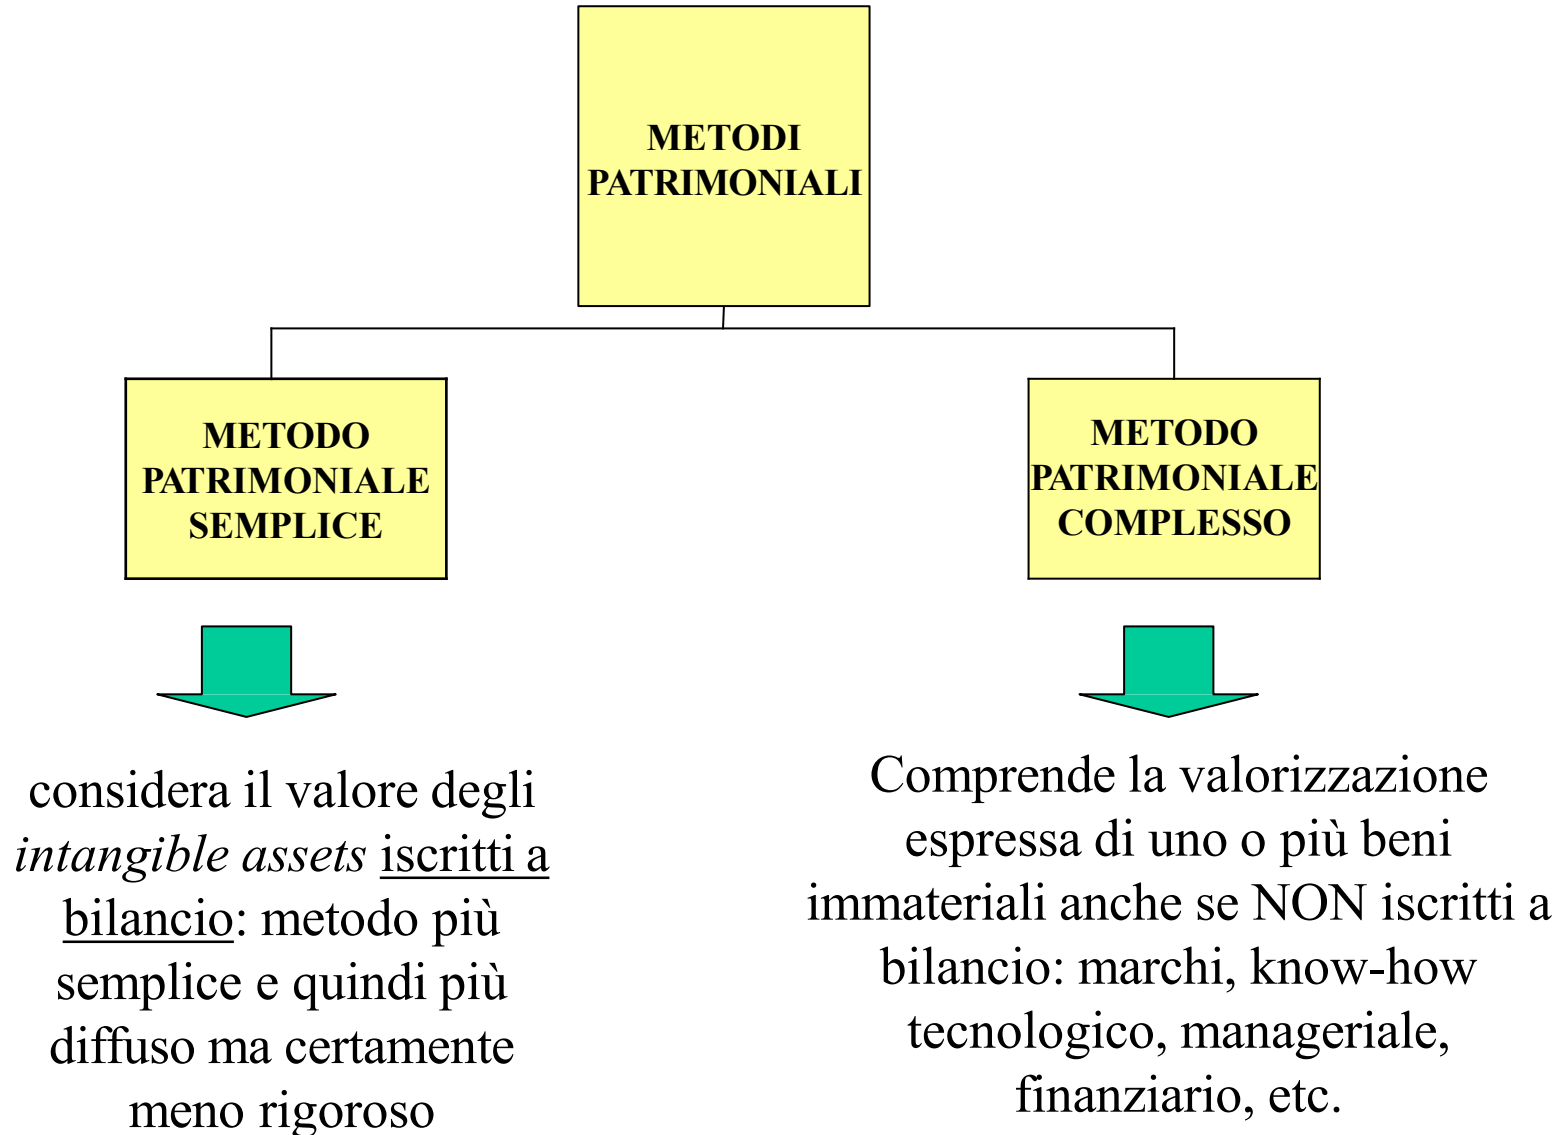 METODI
PATRIMONIALI
METODO
PATRIMONIALE
SEMPLICE
METODO
PATRIMONIALE
COMPLESSO
considera il valore degli
intangible assets iscritti a
bilancio: metodo più
semplice e quindi più
diffuso ma certamente
meno rigoroso
Comprende la valorizzazione
espressa di uno o più beni
immateriali anche se NON iscritti a
bilancio: marchi, know-how
tecnologico, manageriale,
finanziario, etc.